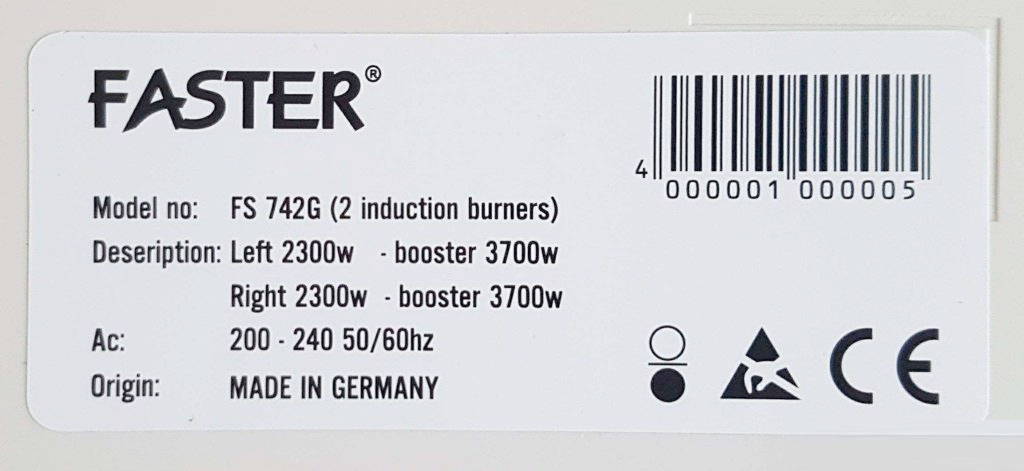 FASTER®
4 000001 000005
Model no: FS 742G (2 induction burners)
Deseription: Left 2300w - booster 3700w
Right 2300w - booster 3700w
Ac: 200 - 240 50/60hz
Origin: MADE IN GERMANY
CE